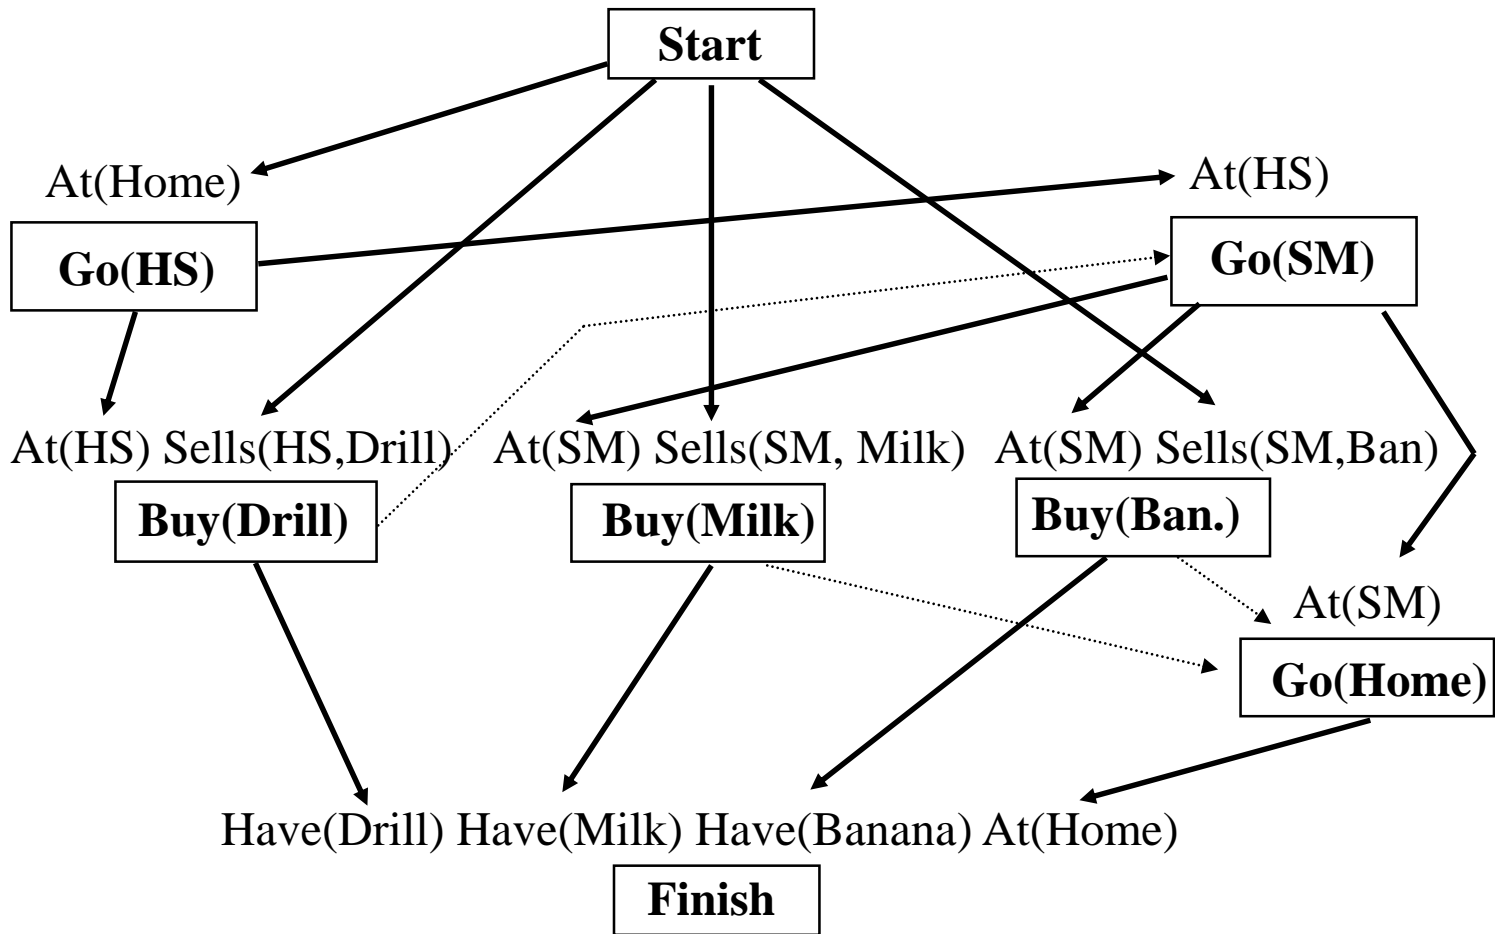 Start
At(Home)
At(HS)
Go(HS)
Go(SM)
At(HS) Sells(HS,Drill)
At(SM) Sells(SM, Milk)
At(SM) Sells(SM,Ban)
Buy(Drill)
Buy(Milk)
Buy(Ban.)
At(SM)
Go(Home)
Have(Drill) Have(Milk) Have(Banana) At(Home)
Finish